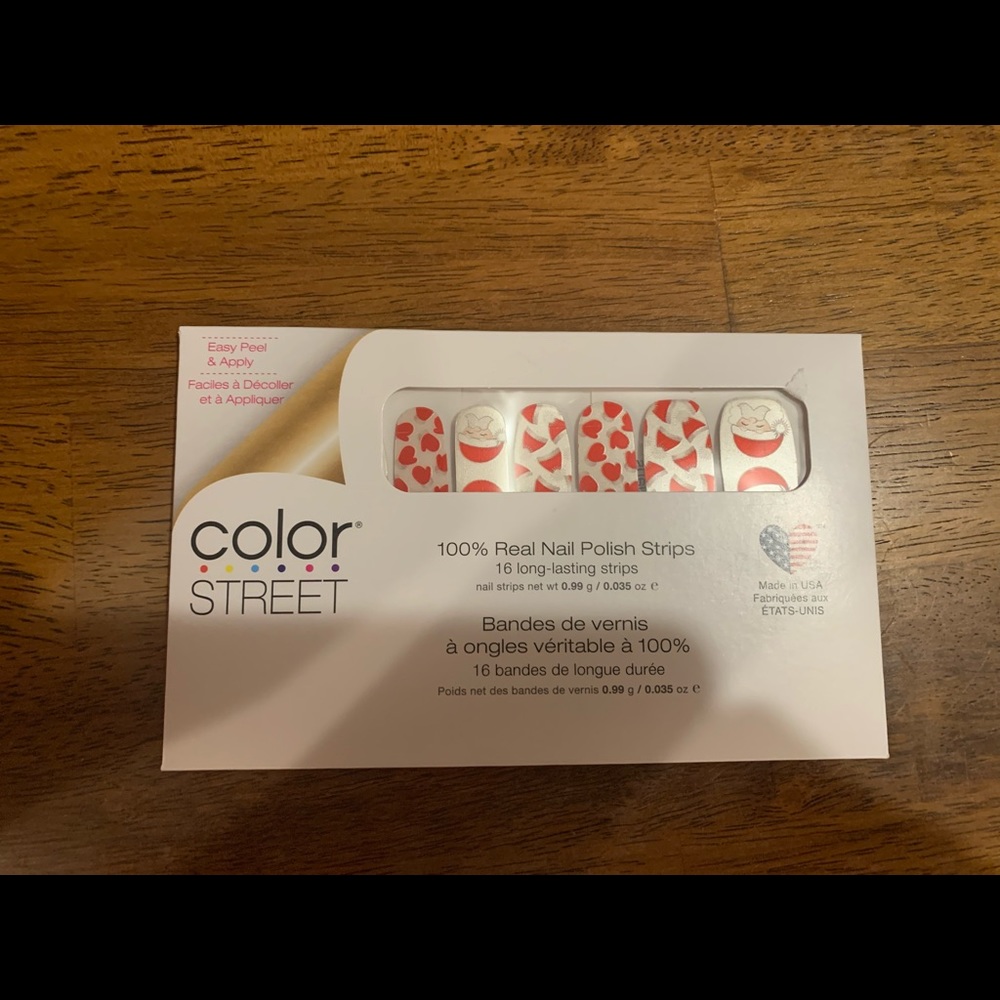 Easy Peel
& Apply
Faciles à Décoller
et à Appliquer
color®
STREET
100% Real Nail Polish Strips
16 long-lasting strips
nail strips net wt 0.99 g / 0.035 oz ℮
Bandes de vernis
à ongles véritable à 100%
16 bandes de longue durée
Poids net des bandes de vernis 0.99 g / 0.035 oz ℮
TM
Made in USA
Fabriquées aux
ÉTATS-UNIS